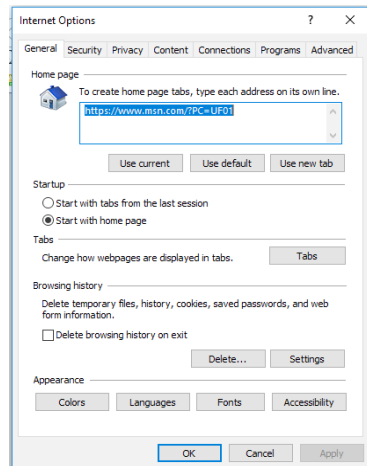 Internet Options
?
General Security Privacy Content Connections Programs Advanced
Home page
To create home page tabs, type each address on its own line.
https://www.msn.com/?PC=UF01
Use current Use default Use new tab
Startup
Start with tabs from the last session
Start with home page
Tabs
Change how webpages are displayed in tabs. Tabs
Browsing history
Delete temporary files, history, cookies, saved passwords, and web
form information.
Delete browsing history on exit
Delete... Settings
Appearance
Colors Languages Fonts Accessibility
OK Cancel Apply